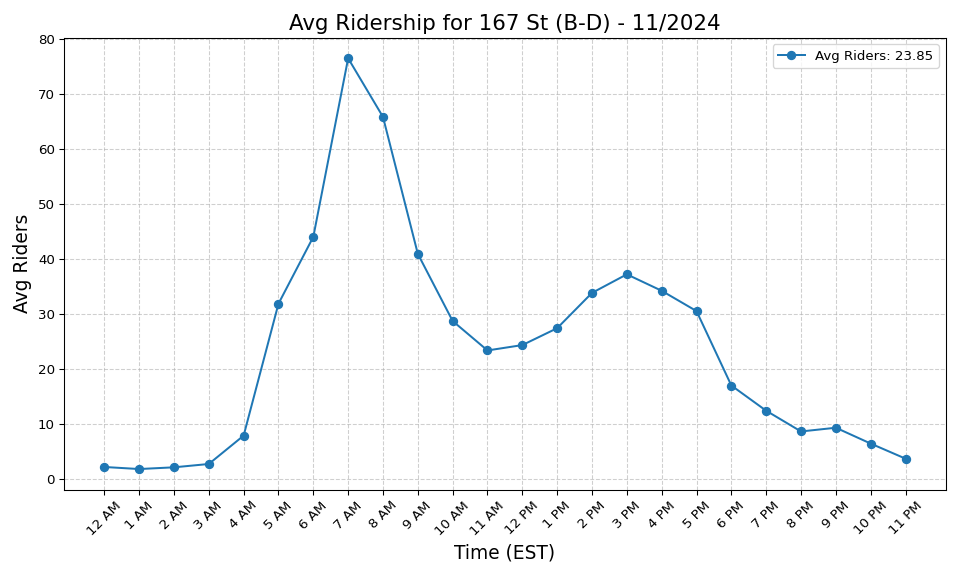 Avg Ridership for 167 St (B-D) - 11/2024
Avg Riders: 23.85
80
70
60
50
40
30
20
10
0
Avg Riders
12 AM
1 AM
2 AM
3 AM
4 AM
5 AM
6 AM
7 AM
8 AM
9 AM
10 AM
11 AM
12 PM
1 PM
2 PM
3 PM
4 PM
5 PM
6 PM
7 PM
8 PM
9 PM
10 PM
11 PM
Time (EST)